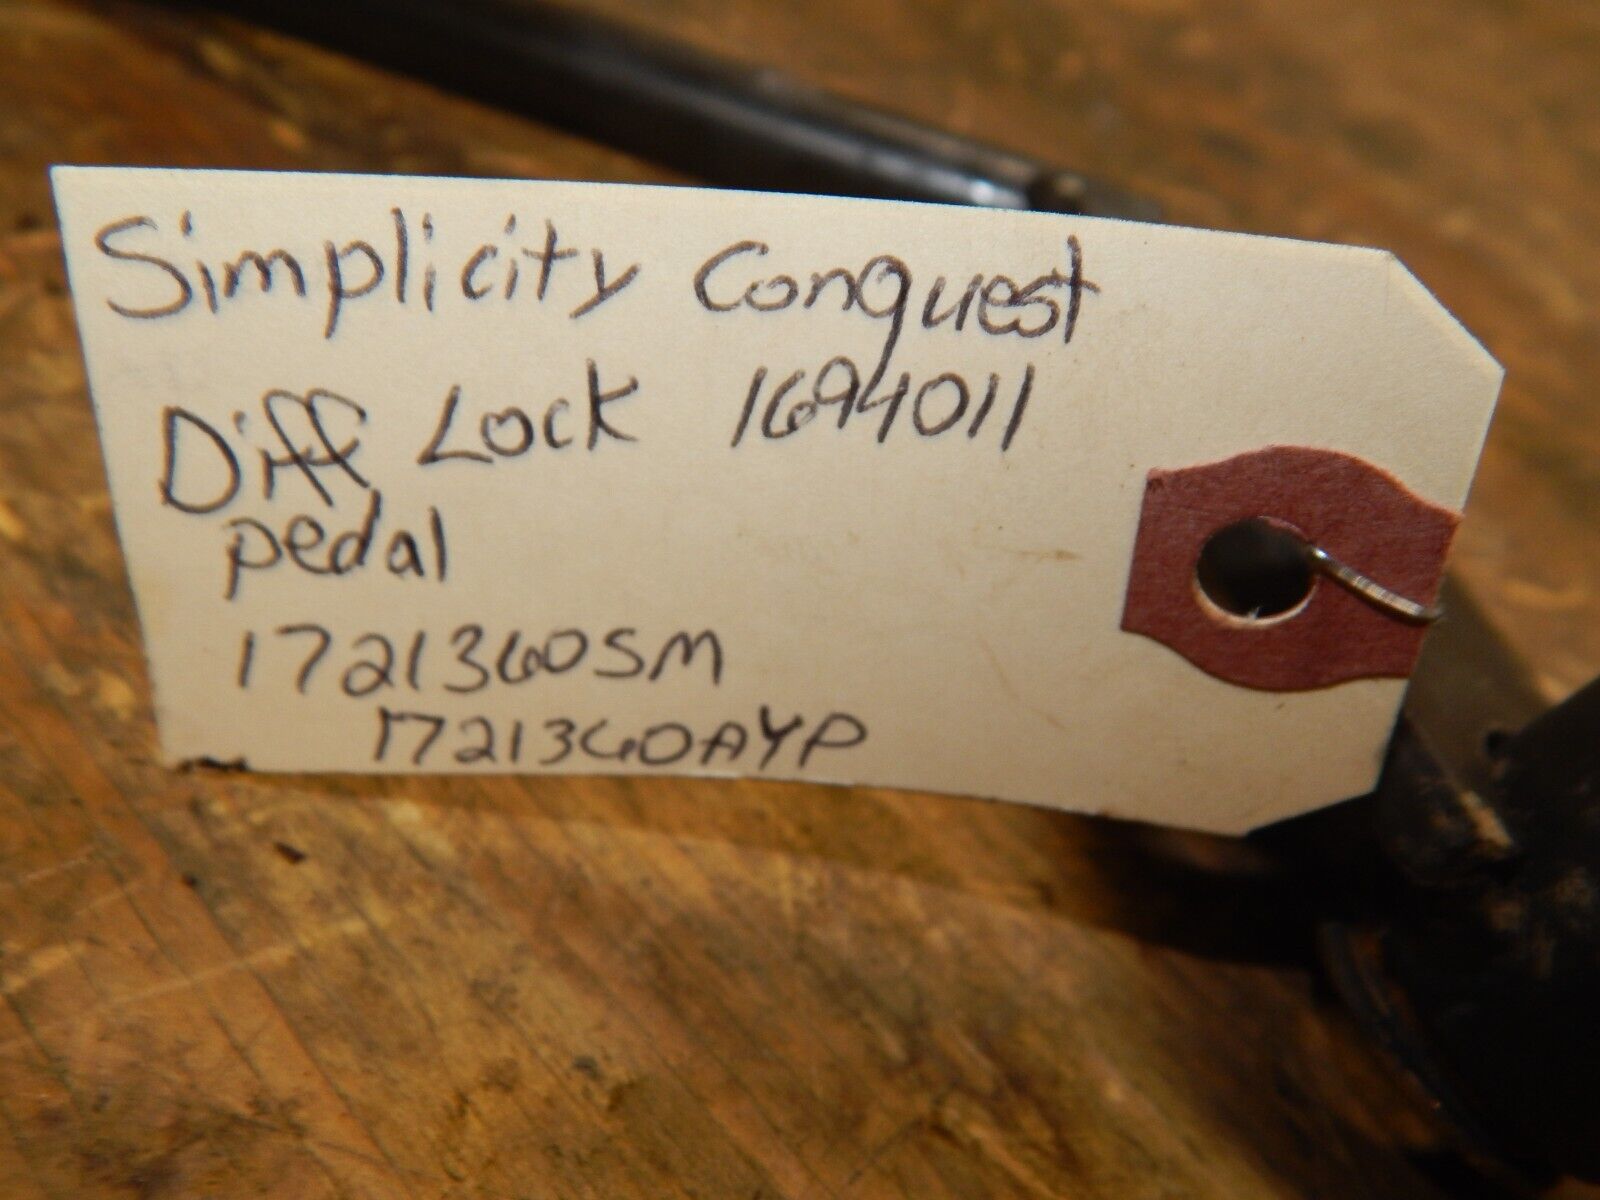 Simplicity Conquest
Diff Lock 1694011
pedal
1721360SM
1721360AYP